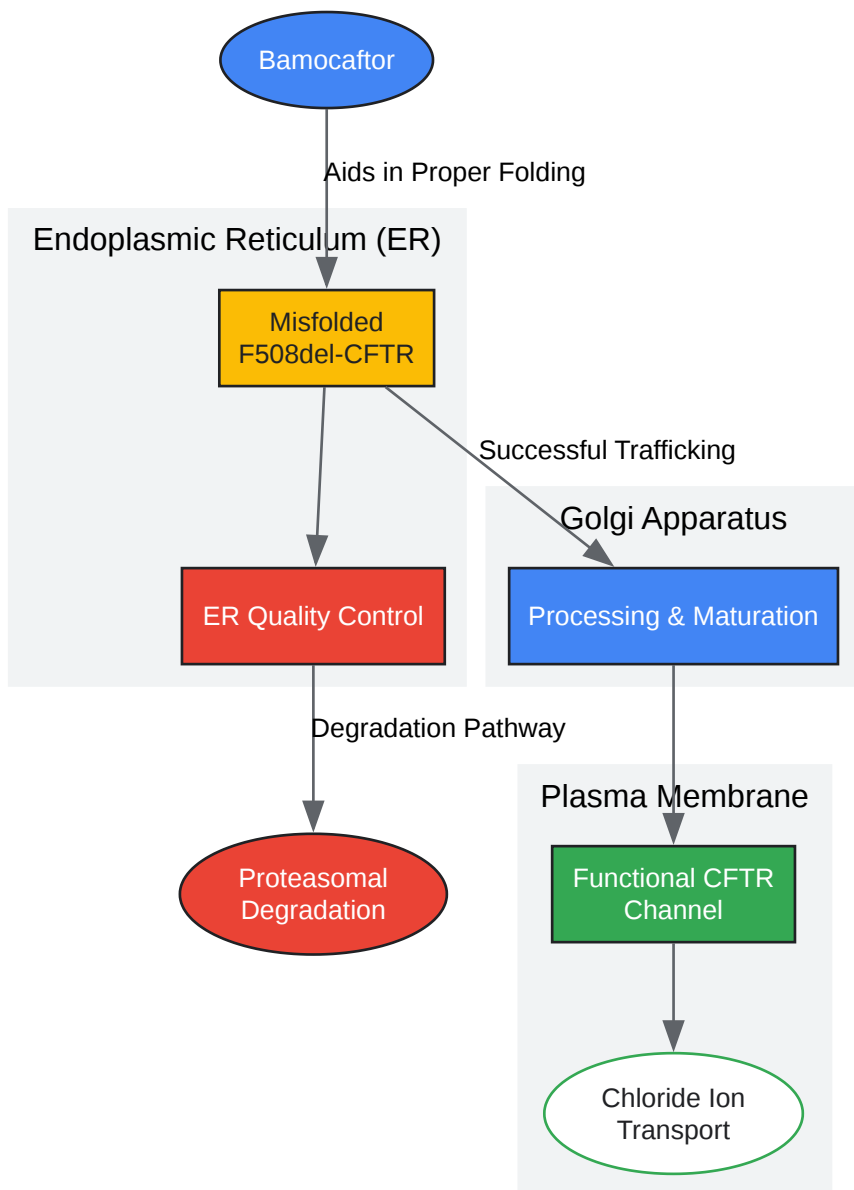 Bamocaftor
Aids in Proper Folding
Endoplasmic Reticulum (ER)
Misfolded
F508del-CFTR
Successful Trafficking
Golgi Apparatus
ER Quality Control
Processing & Maturation
Degradation Pathway
Plasma Membrane
Proteasomal
Degradation
Functional CFTR
Channel
Chloride Ion
Transport